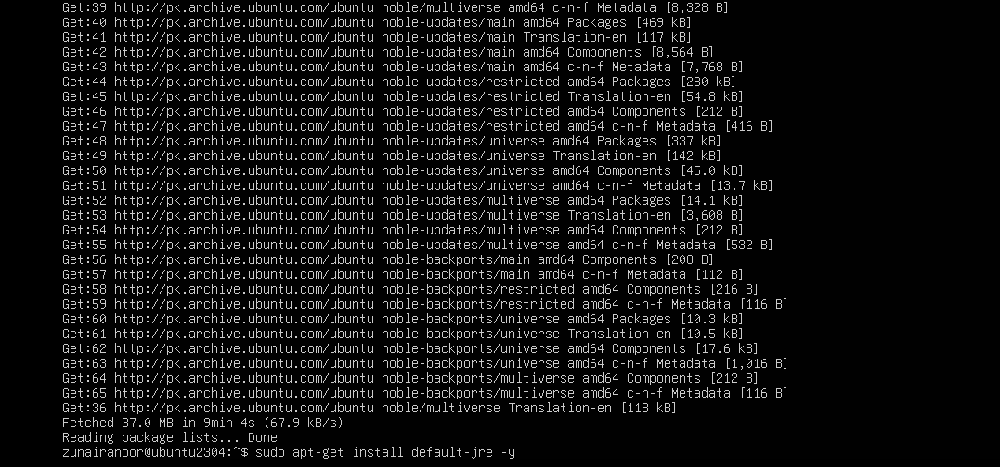 Get:39 http://pk.archive.ubuntu.com/ubuntu noble/multiverse amd64 c-n-f Metadata [8,328 B]
Get:40 http://pk.archive.ubuntu.com/ubuntu noble-updates/main amd64 Packages [469 kB]
Get:41 http://pk.archive.ubuntu.com/ubuntu noble-updates/main Translation-en [117 kB]
Get:42 http://pk.archive.ubuntu.com/ubuntu noble-updates/main amd64 Components [8,564 B]
Get:43 http://pk.archive.ubuntu.com/ubuntu noble-updates/main amd64 c-n-f Metadata [7,768 B]
Get:44 http://pk.archive.ubuntu.com/ubuntu noble-updates/restricted amd64 Packages [280 kB]
Get:45 http://pk.archive.ubuntu.com/ubuntu noble-updates/restricted Translation-en [54.8 kB]
Get:46 http://pk.archive.ubuntu.com/ubuntu noble-updates/restricted amd64 Components [212 B]
Get:47 http://pk.archive.ubuntu.com/ubuntu noble-updates/restricted amd64 c-n-f Metadata [416 B]
Get:48 http://pk.archive.ubuntu.com/ubuntu noble-updates/universe amd64 Packages [337 kB]
Get:49 http://pk.archive.ubuntu.com/ubuntu noble-updates/universe Translation-en [142 kB]
Get:50 http://pk.archive.ubuntu.com/ubuntu noble-updates/universe amd64 Components [45.0 kB]
Get:51 http://pk.archive.ubuntu.com/ubuntu noble-updates/universe amd64 c-n-f Metadata [13.7 kB]
Get:52 http://pk.archive.ubuntu.com/ubuntu noble-updates/multiverse amd64 Packages [14.1 kB]
Get:53 http://pk.archive.ubuntu.com/ubuntu noble-updates/multiverse Translation-en [3,608 B]
Get:54 http://pk.archive.ubuntu.com/ubuntu noble-updates/multiverse amd64 Components [212 B]
Get:55 http://pk.archive.ubuntu.com/ubuntu noble-updates/multiverse amd64 c-n-f Metadata [532 B]
Get:56 http://pk.archive.ubuntu.com/ubuntu noble-backports/main amd64 Components [208 B]
Get:57 http://pk.archive.ubuntu.com/ubuntu noble-backports/main amd64 c-n-f Metadata [112 B]
Get:58 http://pk.archive.ubuntu.com/ubuntu noble-backports/restricted amd64 Components [216 B]
Get:59 http://pk.archive.ubuntu.com/ubuntu noble-backports/restricted amd64 c-n-f Metadata [116 B]
Get:60 http://pk.archive.ubuntu.com/ubuntu noble-backports/universe amd64 Packages [10.3 kB]
Get:61 http://pk.archive.ubuntu.com/ubuntu noble-backports/universe Translation-en [10.5 kB]
Get:62 http://pk.archive.ubuntu.com/ubuntu noble-backports/universe amd64 Components [17.6 kB]
Get:63 http://pk.archive.ubuntu.com/ubuntu noble-backports/universe amd64 c-n-f Metadata [1,016 B]
Get:64 http://pk.archive.ubuntu.com/ubuntu noble-backports/multiverse amd64 Components [212 B]
Get:65 http://pk.archive.ubuntu.com/ubuntu noble-backports/multiverse amd64 c-n-f Metadata [116 B]
Get:36 http://pk.archive.ubuntu.com/ubuntu noble/multiverse Translation-en [118 kB]
Fetched 37.0 MB in 9min 4s (67.9 kB/s)
Reading package lists... Done
zunairanoor@ubuntu2304:~$ sudo apt-get install default-jre -y